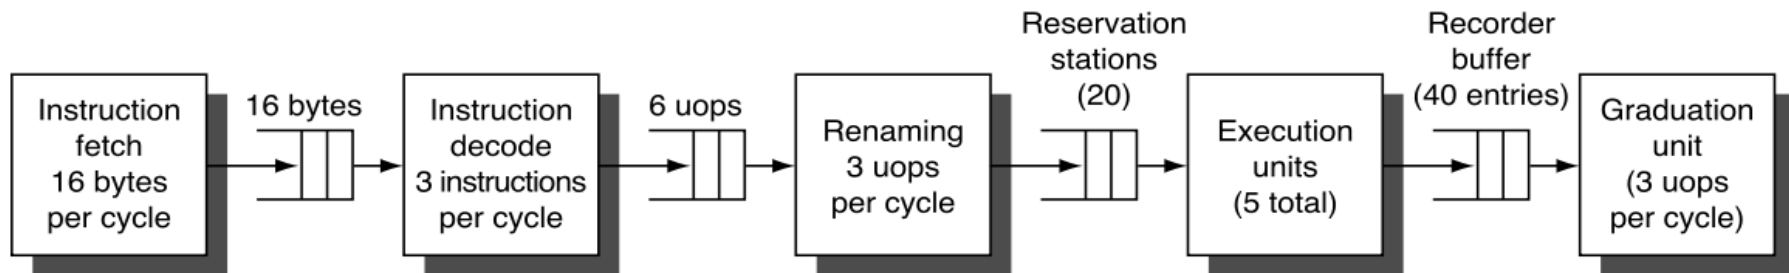 Instruction
fetch
16 bytes
per cycle
16 bytes
Instruction
decode
3 instructions
per cycle
6 uops
Renaming
3 uops
per cycle
Reservation
stations
(20)
Execution
units
(5 total)
Recorder
buffer
(40 entries)
Graduation
unit
(3 uops
per cycle)